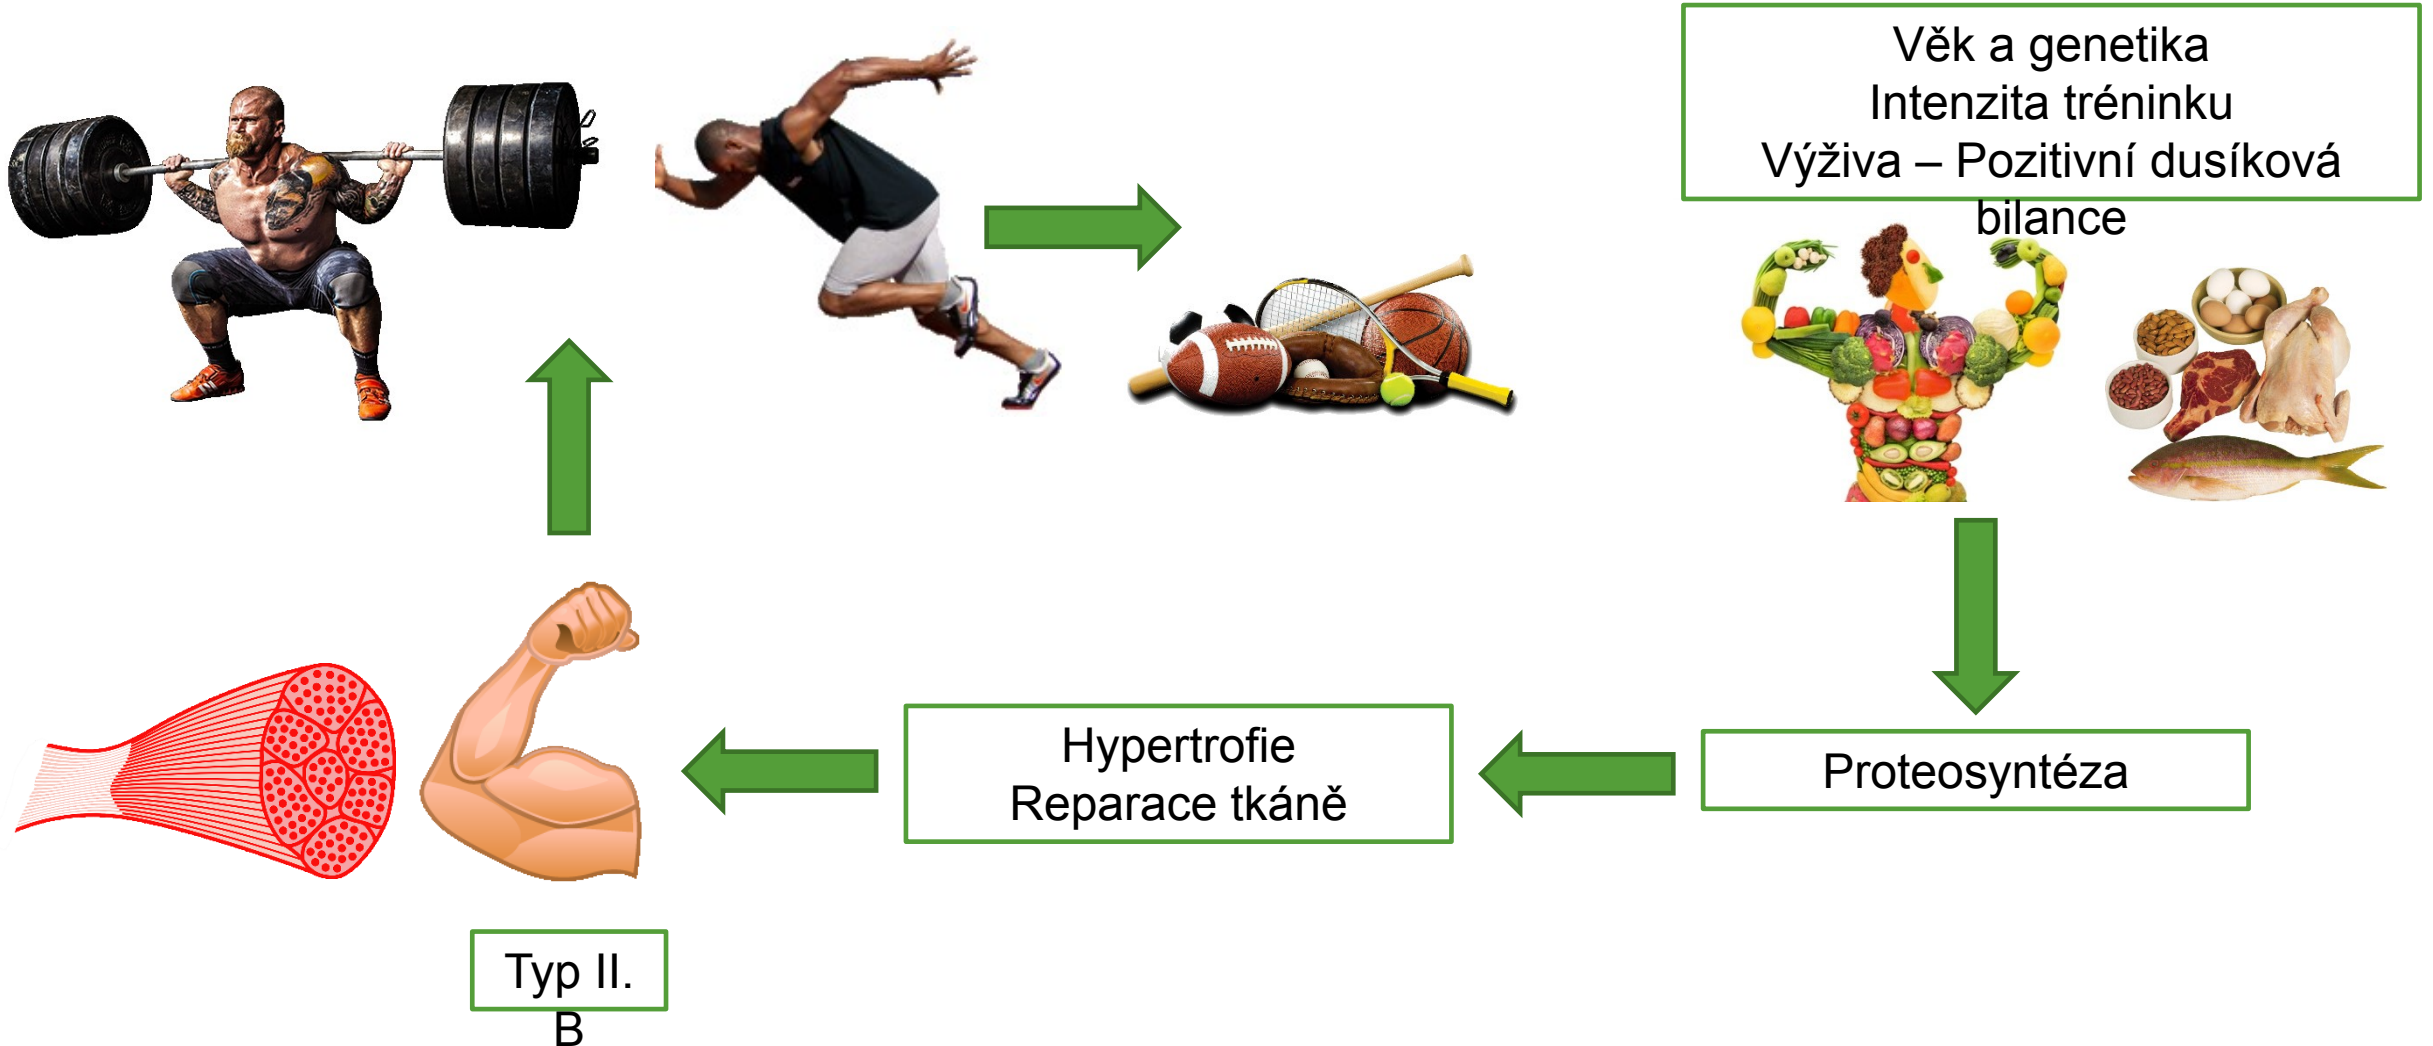 Věk a genetika
Intenzita tréninku
Výživa – Pozitivní dusíková
bilance
Hypertrofie
Reparace tkáně
Proteosyntéza
Typ II.
B